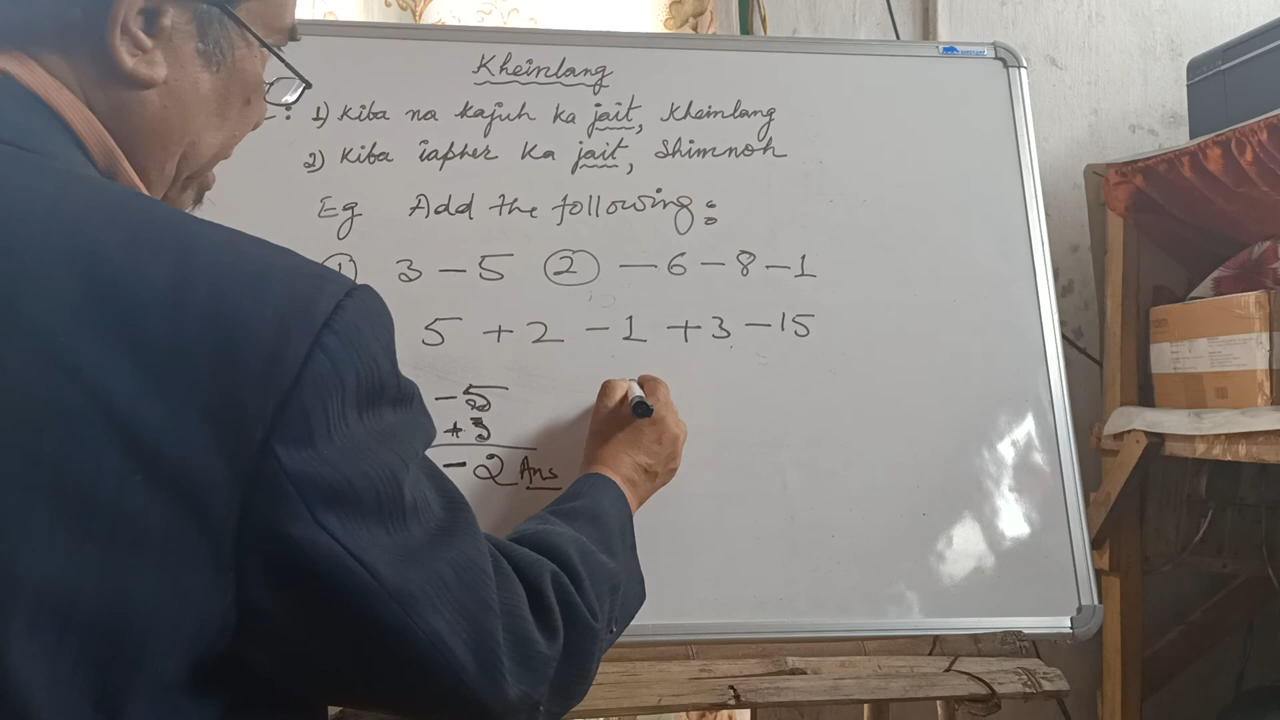 Kheinlang
: 1) Kiba na kajuh ka jait, Kheinlang
2) Kiba ïapher Ka jait, Shimnoh
Eg Add the following:
① 3 - 5 ② - 6 - 8 - 1
5 + 2 - 1 + 3 - 15
- 5
+ 3
- 2 Ans